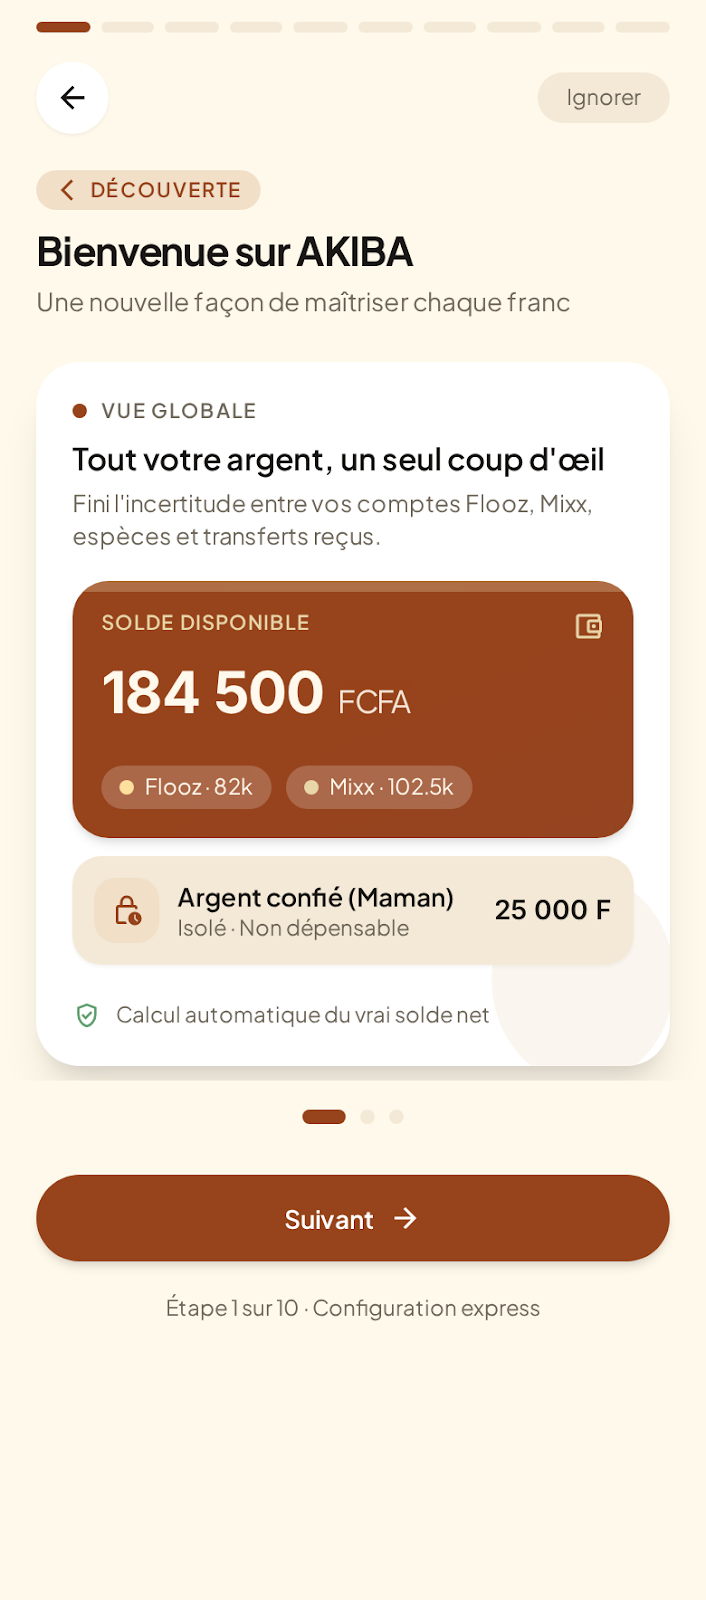 Ignorer
DÉCOUVERTE
Bienvenue sur AKIBA
Une nouvelle façon de maîtriser chaque franc
VUE GLOBALE
Tout votre argent, un seul coup d'œil
Fini l'incertitude entre vos comptes Flooz, Mixx,
espèces et transferts reçus.
SOLDE DISPONIBLE
184 500 FCFA
Flooz · 82k
Mixx · 102.5k
Argent confié (Maman)
Isolé · Non dépensable
25 000 F
Calcul automatique du vrai solde net
Suivant
Étape 1 sur 10 · Configuration express